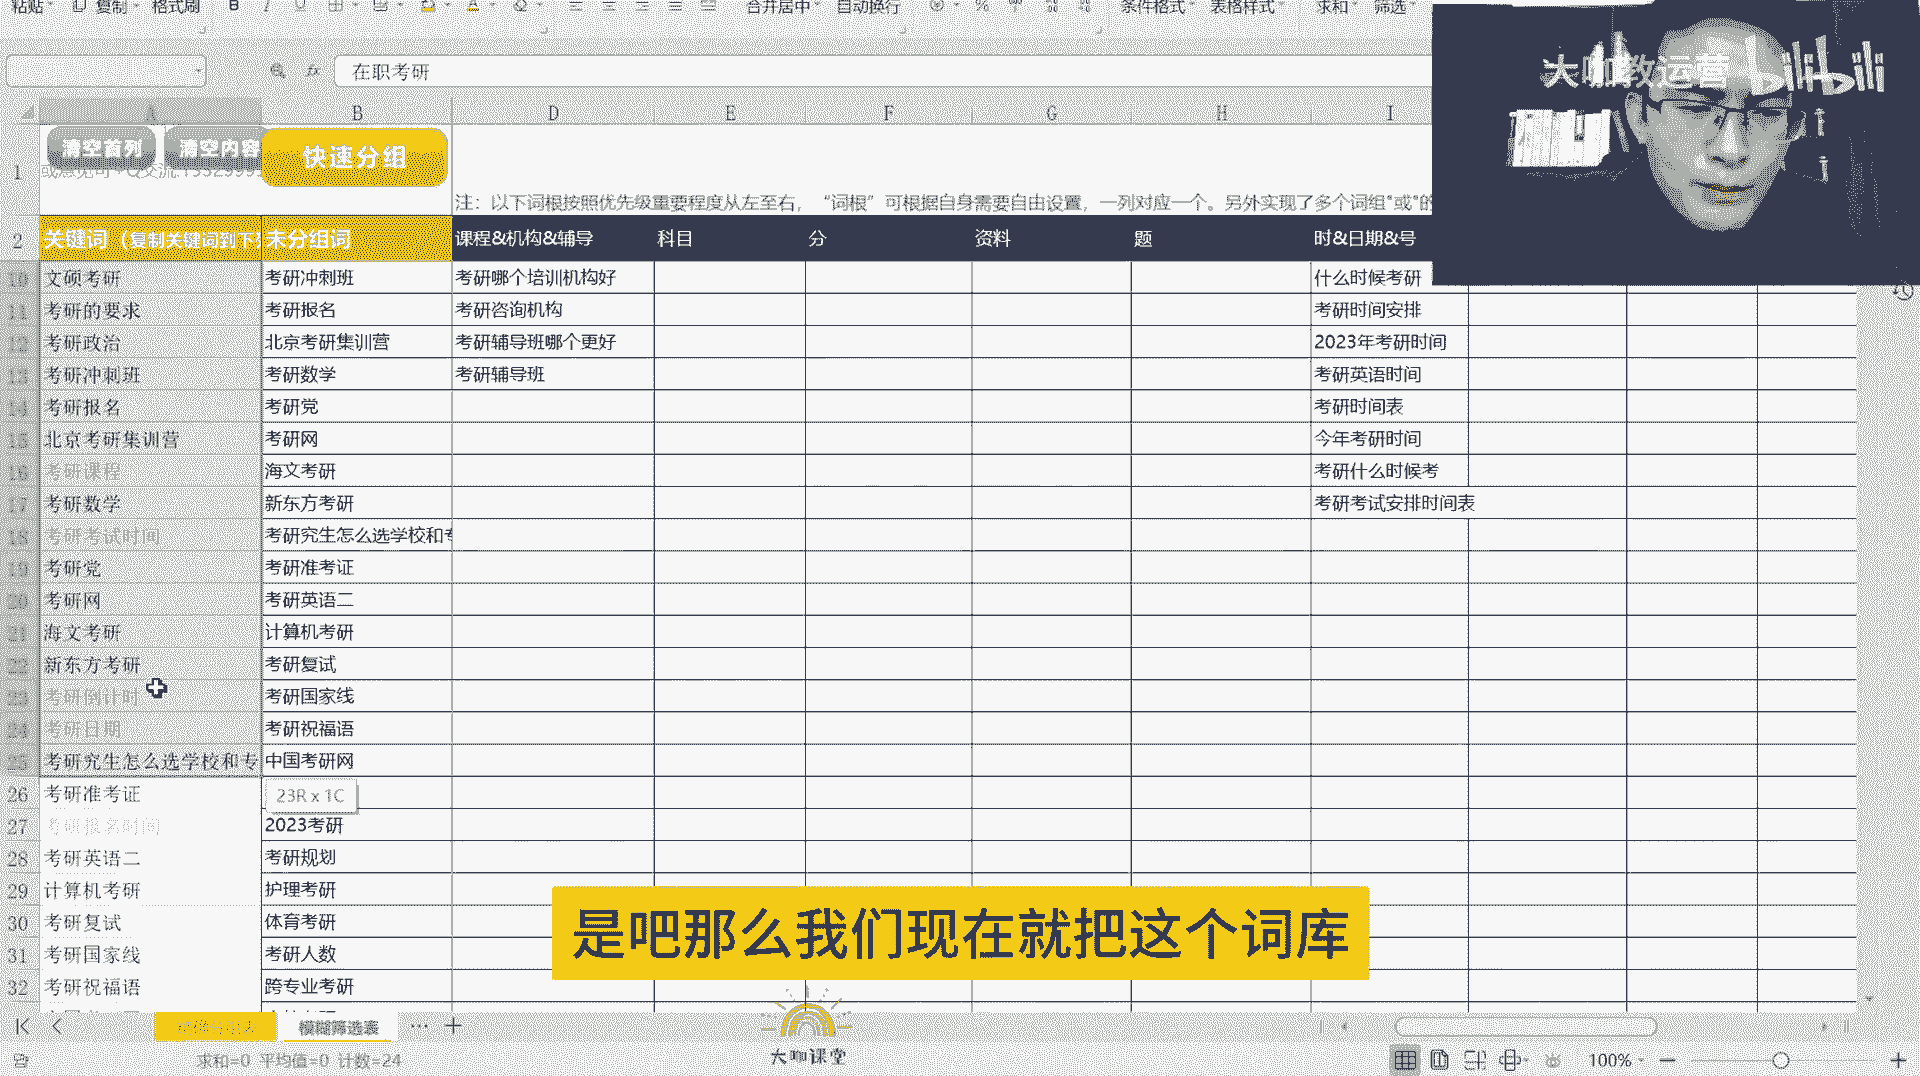 粘贴 复制 格式刷 B I U 合并居中 自动换行 % 条件格式 表格样式 求和 筛选
大咖教运营 bilibili
fx 在职考研
A B D E F G H I
清空首列 清空内容 快速分组
1
注：以下词根按照优先级重要程度从左至右，“词根”可根据自身需要自由设置，一列对应一个。另外实现了多个词组"或"的
2 关键词（复制关键词到下 未分组词 课程&机构&辅导 科目 分 资料 题 时&日期&号
10 文硕考研 考研冲刺班 考研哪个培训机构好 什么时候考研
11 考研的要求 考研报名 考研咨询机构 考研时间安排
12 考研政治 北京考研集训营 考研辅导班哪个更好 2023年考研时间
13 考研冲刺班 考研数学 考研辅导班 考研英语时间
14 考研报名 考研党 考研时间表
15 北京考研集训营 考研网 今年考研时间
16 考研课程 海文考研 考研什么时候考
17 考研数学 新东方考研 考研考试安排时间表
18 考研考试时间 考研究生怎么选学校和专
19 考研党 考研准考证
20 考研网 考研英语二
21 海文考研 计算机考研
22 新东方考研 考研复试
23 考研倒计时 考研国家线
24 考研日期 考研祝福语
25 考研究生怎么选学校和专 中国考研网
26 考研准考证 23R x 1C
27 考研报名时间 2023考研
28 考研英语二 考研规划
29 计算机考研 护理考研
30 考研复试 体育考研
31 考研国家线 考研人数
32 考研祝福语 跨专业考研
是吧那么我们现在就把这个词库
模糊筛选表 ··· +
大咖课堂
求和=0 平均值=0 计数=24
100% − +